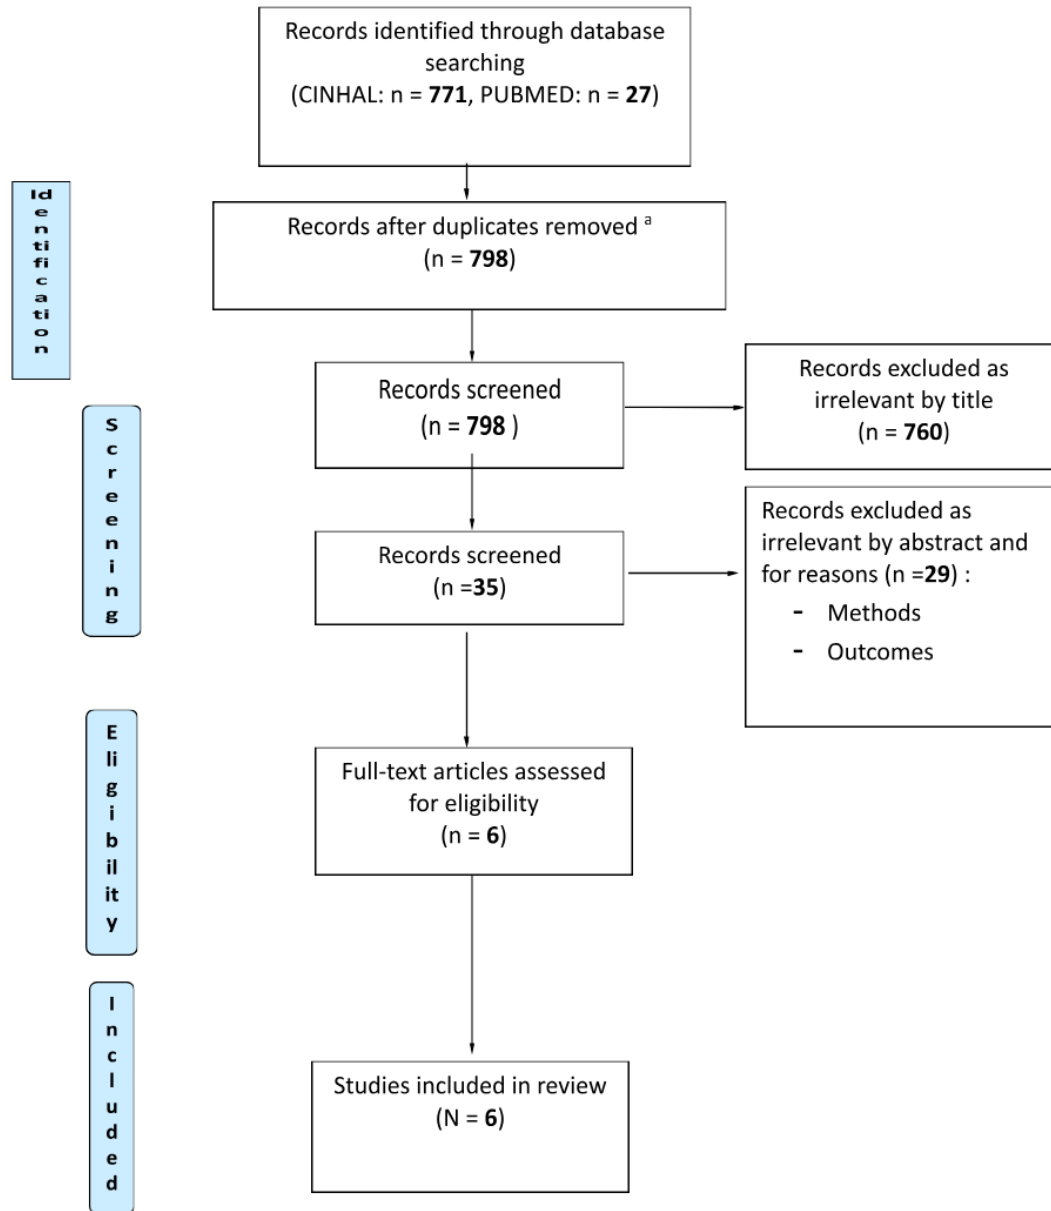 Records identified through database
searching
(CINHAL: n = 771, PUBMED: n = 27)
Identification
Records after duplicates removed a
(n = 798)
Records screened
(n = 798 )
Records excluded as
irrelevant by title
(n = 760)
Screening
Records screened
(n =35)
Records excluded as
irrelevant by abstract and
for reasons (n =29) :
- Methods
- Outcomes
Eligibility
Full-text articles assessed
for eligibility
(n = 6)
Included
Studies included in review
(N = 6)